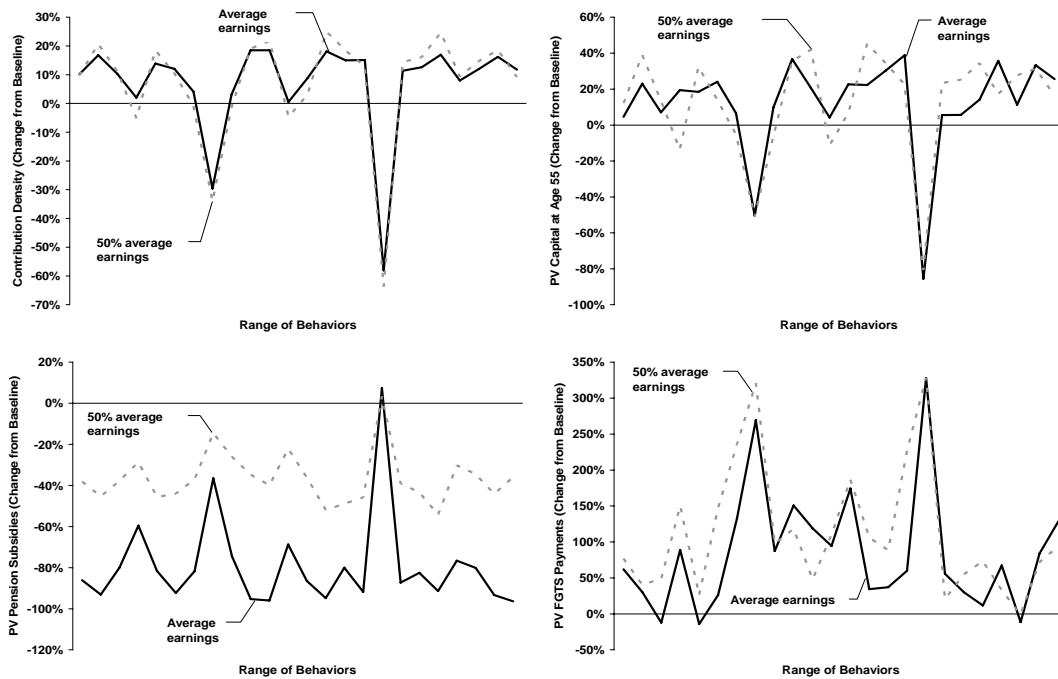 Contribution Density (Change from Baseline)
30%
20%
10%
0%
-10%
-20%
-30%
-40%
-50%
-60%
-70%
Average
earnings
50% average
earnings
Range of Behaviors
PV Capital at Age 55 (Change from Baseline)
60%
40%
20%
0%
-20%
-40%
-60%
-80%
-100%
50% average
earnings
Average
earnings
Range of Behaviors
PV Pension Subsidies (Change from Baseline)
20%
0%
-20%
-40%
-60%
-80%
-100%
-120%
50% average
earnings
Average
earnings
Range of Behaviors
PV FGTS Payments (Change from Baseline)
350%
300%
250%
200%
150%
100%
50%
0%
-50%
50% average
earnings
Average earnings
Range of Behaviors